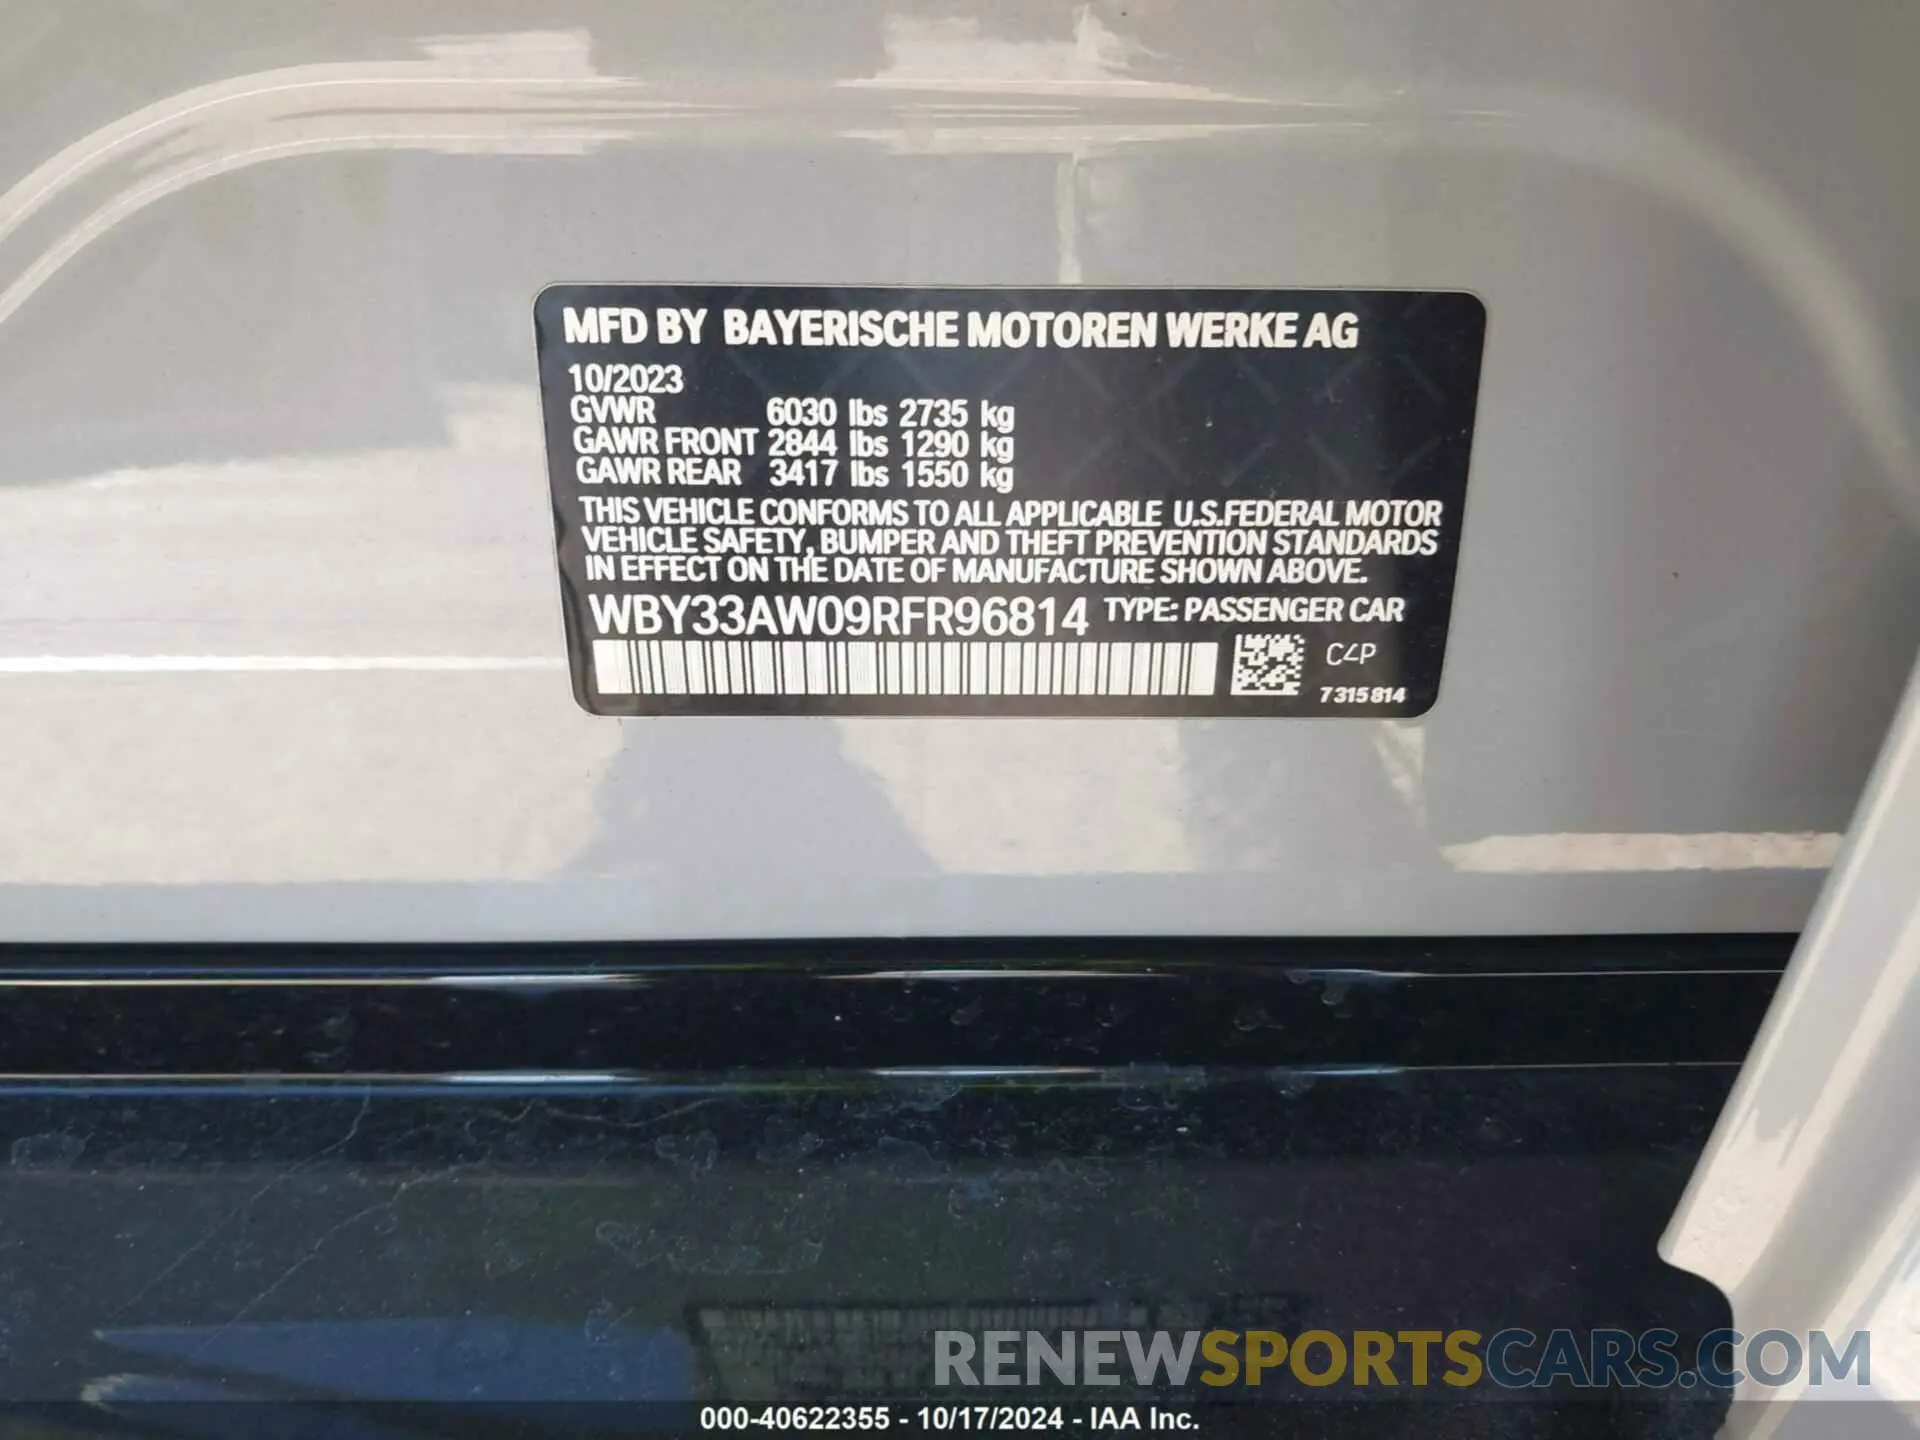 MFD BY BAYERISCHE MOTOREN WERKE AG
10/2023
GVWR 6030 lbs 2735 kg
GAWR FRONT 2844 lbs 1290 kg
GAWR REAR 3417 lbs 1550 kg
THIS VEHICLE CONFORMS TO ALL APPLICABLE U.S.FEDERAL MOTOR
VEHICLE SAFETY, BUMPER AND THEFT PREVENTION STANDARDS
IN EFFECT ON THE DATE OF MANUFACTURE SHOWN ABOVE.
WBY33AW09RFR96814 TYPE: PASSENGER CAR
C4P
7315814
RENEWSPORTSCARS.COM
000-40622355 - 10/17/2024 - IAA Inc.